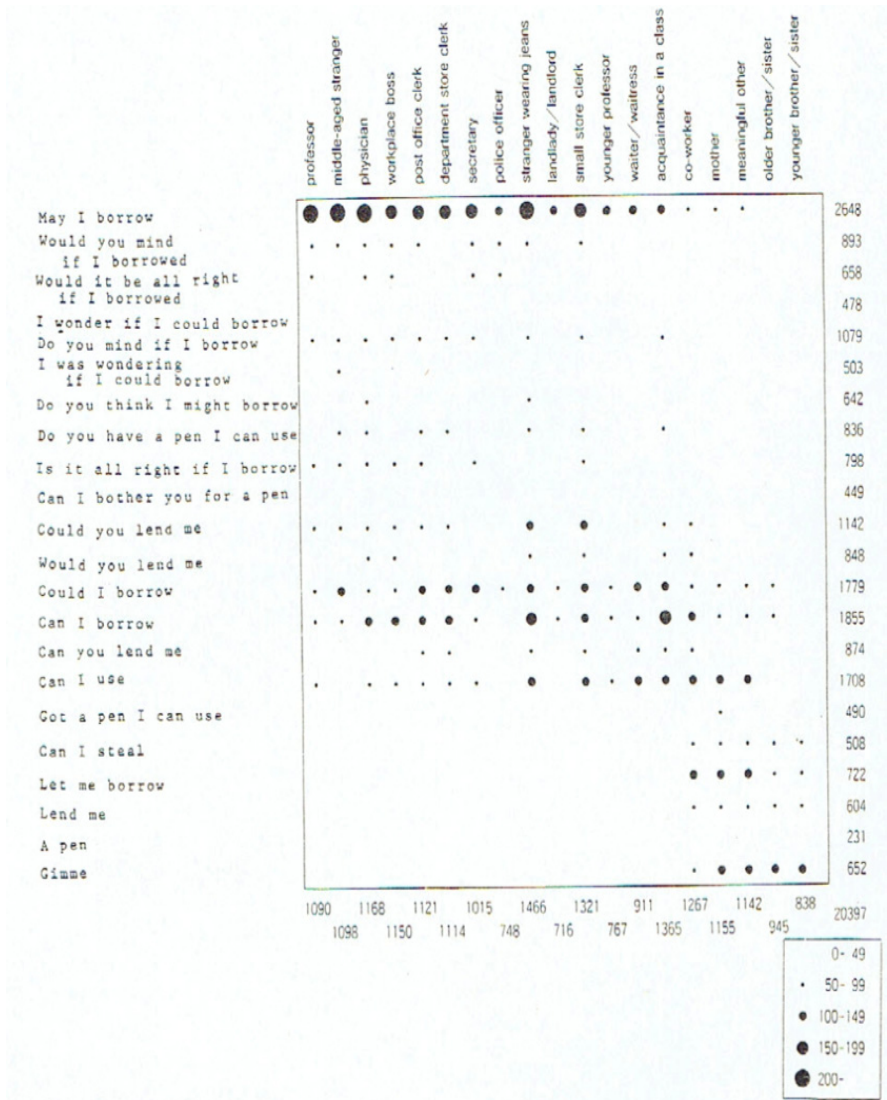 professor
middle-aged stranger
physician
workplace boss
post office clerk
department store clerk
secretary
police officer
stranger wearing jeans
landlady/landlord
small store clerk
younger professor
waiter/waitress
acquaintance in a class
co-worker
mother
meaningful other
older brother/sister
younger brother/sister
May I borrow 2648
Would you mind 893
if I borrowed
Would it be all right 658
if I borrowed
478
I wonder if I could borrow
Do you mind if I borrow 1079
I was wondering
if I could borrow 503
Do you think I might borrow 642
Do you have a pen I can use 836
Is it all right if I borrow 798
Can I bother you for a pen 449
Could you lend me 1142
Would you lend me 848
Could I borrow 1779
Can I borrow 1855
Can you lend me 874
Can I use 1708
Got a pen I can use 490
Can I steal 508
Let me borrow 722
Lend me 604
A pen 231
Gimme 652
1090 1168 1121 1015 1466 1321 911 1267 1142 838 20397
1098 1150 1114 748 716 767 1365 1155 945
0- 49
50- 99
100-149
150-199
200-